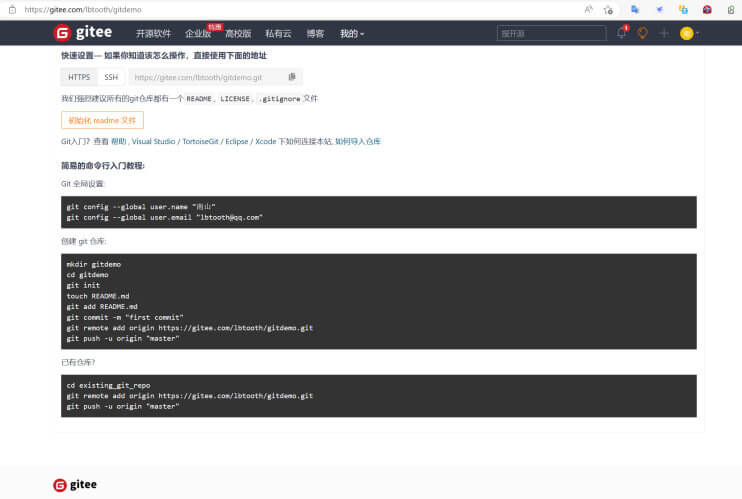 https://gitee.com/lbtooth/gitdemo
gitee 开源软件 企业版 特惠 高校版 私有云 博客 我的 搜开源
快速设置— 如果你知道该怎么操作，直接使用下面的地址
HTTPS SSH https://gitee.com/lbtooth/gitdemo.git
我们强烈建议所有的git仓库都有一个 README, LICENSE, .gitignore 文件
初始化 readme 文件
Git入门？查看 帮助 , Visual Studio / TortoiseGit / Eclipse / Xcode 下如何连接本站, 如何导入仓库
简易的命令行入门教程:
Git 全局设置:
git config --global user.name "南山"
git config --global user.email "lbtooth@qq.com"
创建 git 仓库:
mkdir gitdemo
cd gitdemo
git init
touch README.md
git add README.md
git commit -m "first commit"
git remote add origin https://gitee.com/lbtooth/gitdemo.git
git push -u origin "master"
已有仓库?
cd existing_git_repo
git remote add origin https://gitee.com/lbtooth/gitdemo.git
git push -u origin "master"
gitee